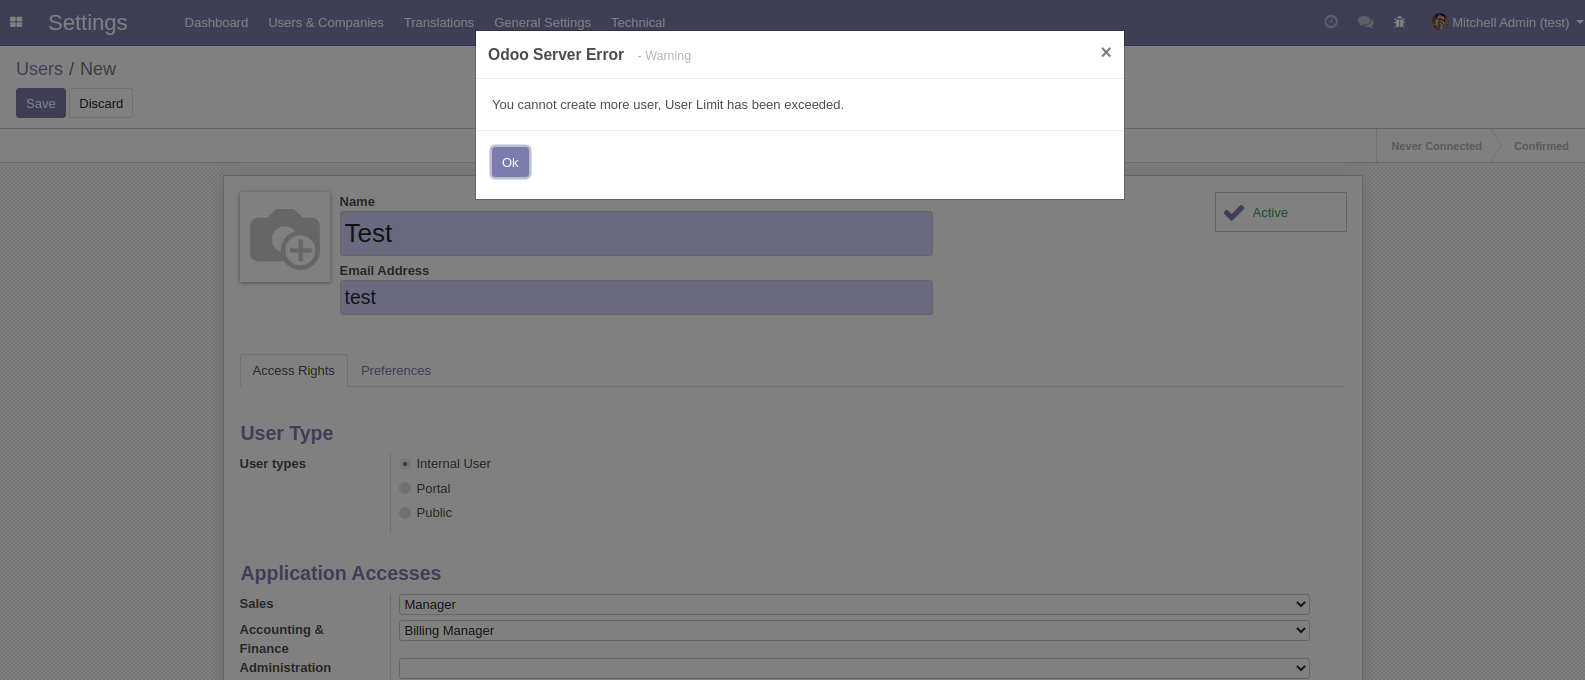 Settings Dashboard Users & Companies Translations General Settings Technical Mitchell Admin (test)
Odoo Server Error - Warning ×
Users / New
Save Discard
You cannot create more user, User Limit has been exceeded.
Ok
Never Connected Confirmed
Name
Test
Active
Email Address
test
Access Rights Preferences
User Type
User types
Internal User
Portal
Public
Application Accesses
Sales Manager
Accounting & Billing Manager
Finance
Administration